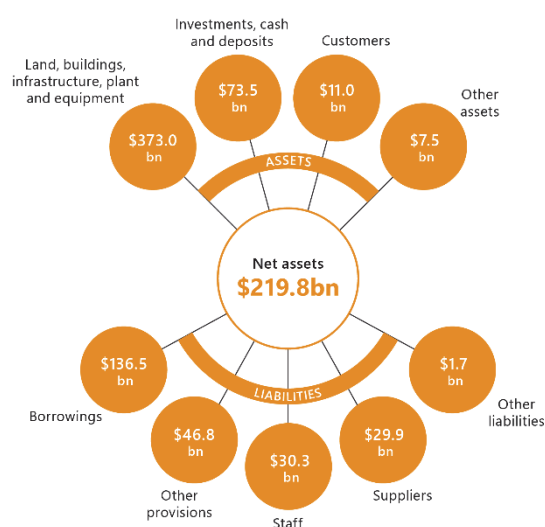 Investments, cash
and deposits
Customers
Land, buildings,
infrastructure, plant
and equipment
Other
assets
$73.5
bn
$11.0
bn
$373.0
bn
$7.5
bn
ASSETS
Net assets
$219.8bn
$136.5
bn
$1.7
bn
LIABILITIES
Borrowings
Other
liabilities
$46.8
bn
$29.9
bn
$30.3
bn
Other
provisions
Suppliers
Staff